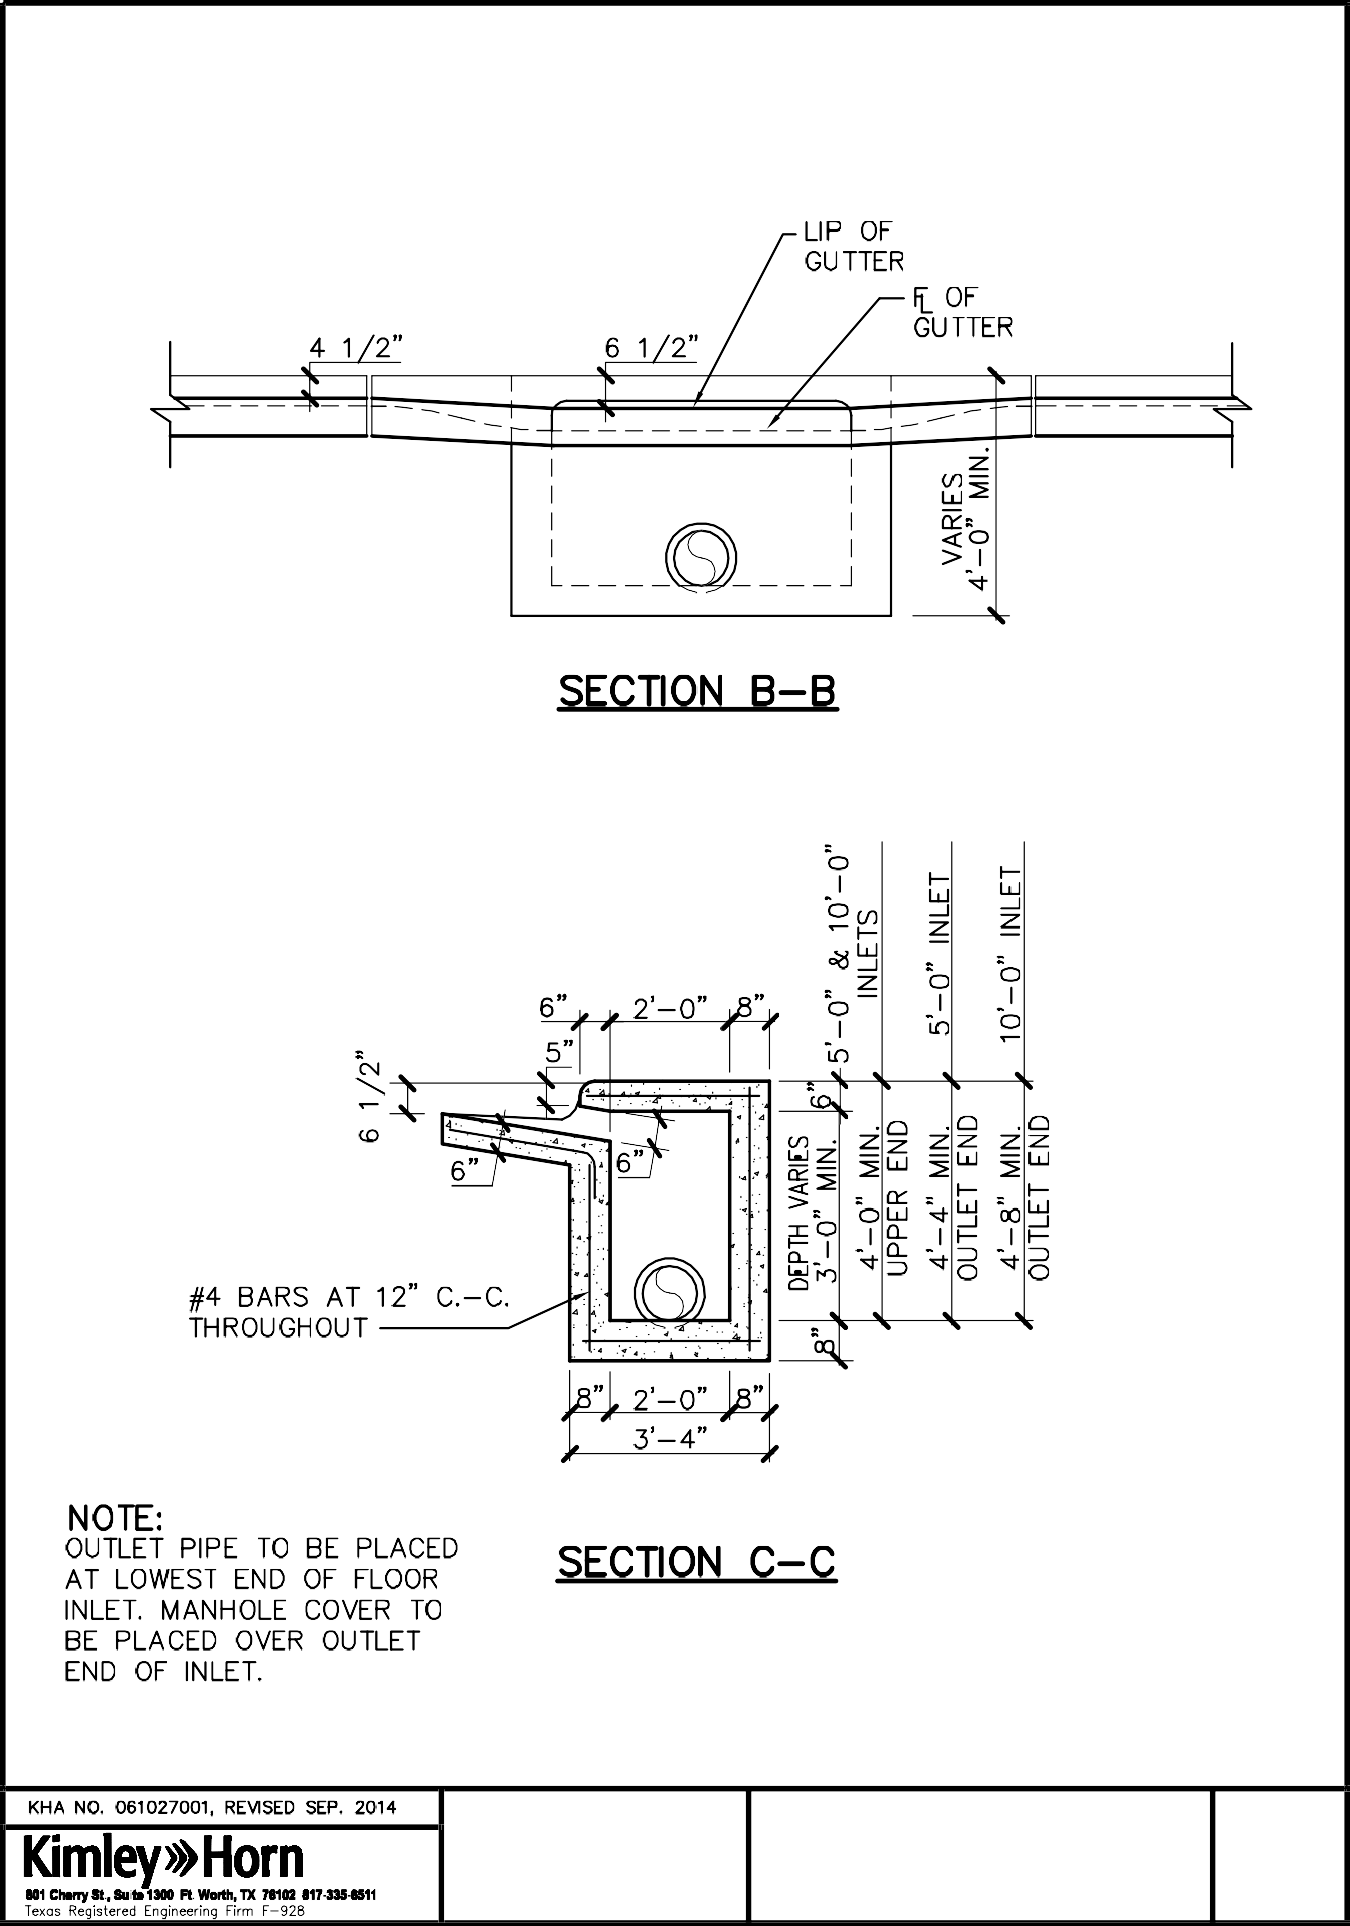 LIP OF
GUTTER
FL OF
GUTTER
4 1/2"
6 1/2"
VARIES
4'-0" MIN.
SECTION B-B
5'-0" & 10'-0"
INLETS
5'-0" INLET
10'-0" INLET
6"
2'-0"
8"
5"
6 1/2"
6"
6"
6"
DEPTH VARIES
3'-0" MIN.
4'-0" MIN.
UPPER END
4'-4" MIN.
OUTLET END
4'-8" MIN.
OUTLET END
8"
#4 BARS AT 12" C.-C.
THROUGHOUT
8"
2'-0"
8"
3'-4"
SECTION C-C
NOTE:
OUTLET PIPE TO BE PLACED
AT LOWEST END OF FLOOR
INLET. MANHOLE COVER TO
BE PLACED OVER OUTLET
END OF INLET.
KHA NO. 061027001, REVISED SEP. 2014
Kimley»Horn
801 Cherry St., Suite 1300 Ft. Worth, TX 76102 817-335-6511
Texas Registered Engineering Firm F-928